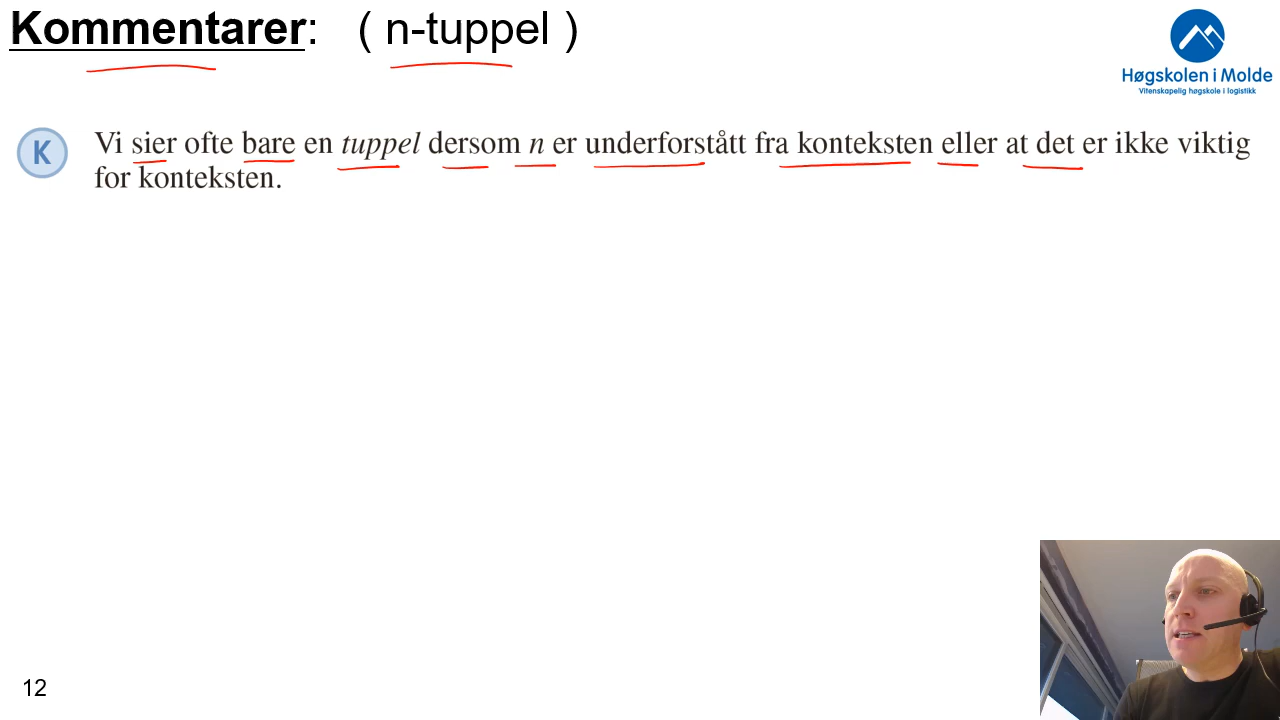 Kommentarer: ( n-tuppel )
Høgskolen i Molde
Vitenskapelig høgskole i logistikk
K
Vi sier ofte bare en tuppel dersom n er underforstått fra konteksten eller at det er ikke viktig
for konteksten.
12